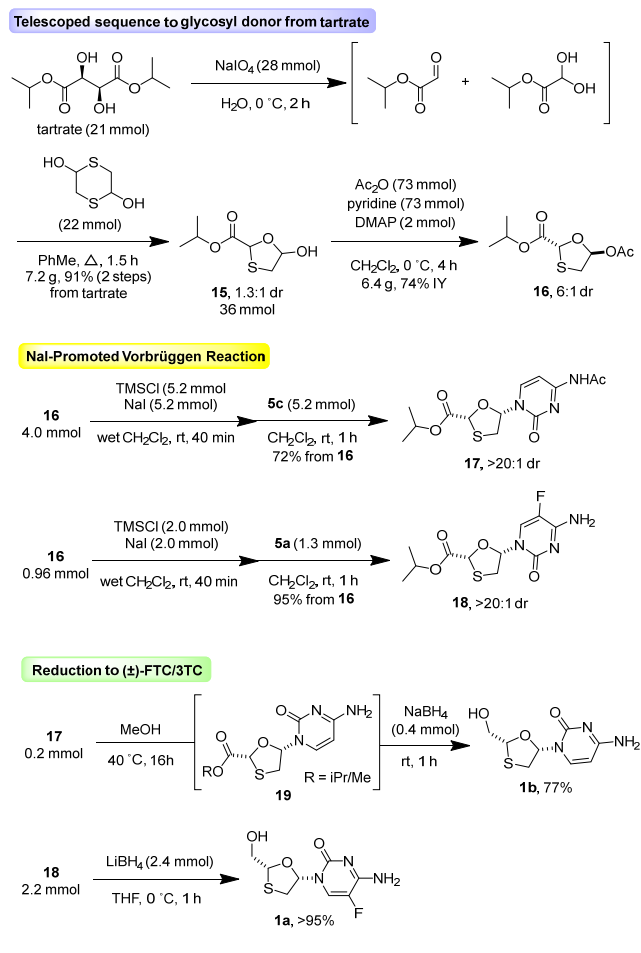 Telescoped sequence to glycosyl donor from tartrate
OH
O
O
O
O
OH
tartrate (21 mmol)
NaIO4 (28 mmol)
H2O, 0 °C, 2 h
O
O
O
+
OH
O
OH
O
HO
S
S
OH
(22 mmol)
PhMe, △, 1.5 h
7.2 g, 91% (2 steps)
from tartrate
O
O
O
OH
S
15, 1.3:1 dr
36 mmol
Ac2O (73 mmol)
pyridine (73 mmol)
DMAP (2 mmol)
CH2Cl2, 0 °C, 4 h
6.4 g, 74% IY
O
O
O
OAc
S
16, 6:1 dr
NaI-Promoted Vorbrüggen Reaction
16
4.0 mmol
TMSCl (5.2 mmol
NaI (5.2 mmol)
wet CH2Cl2, rt, 40 min
5c (5.2 mmol)
CH2Cl2, rt, 1 h
72% from 16
NHAc
O
O
N
N
O
S
O
17, >20:1 dr
16
0.96 mmol
TMSCl (2.0 mmol)
NaI (2.0 mmol)
wet CH2Cl2, rt, 40 min
5a (1.3 mmol)
CH2Cl2, rt, 1 h
95% from 16
F
NH2
O
O
N
N
O
S
O
18, >20:1 dr
Reduction to (±)-FTC/3TC
17
0.2 mmol
MeOH
40 °C, 16h
O
N
NH2
O
O
N
RO
S
R = iPr/Me
19
NaBH4
(0.4 mmol)
rt, 1 h
HO
O
O
N
NH2
N
S
1b, 77%
18
2.2 mmol
LiBH4 (2.4 mmol)
THF, 0 °C, 1 h
OH
O
O
N
NH2
N
S
F
1a, >95%